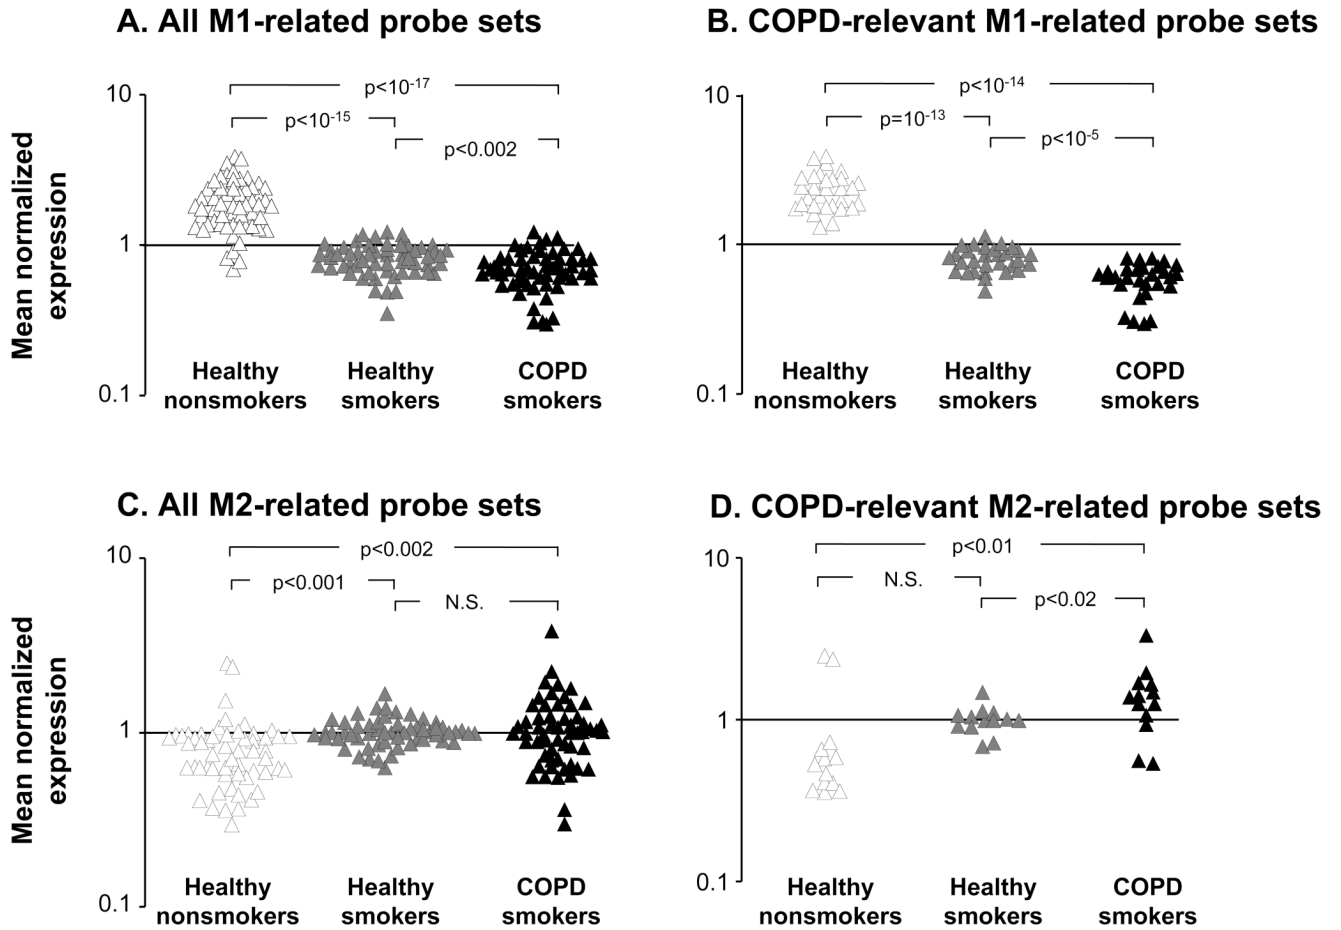 A. All M1-related probe sets
B. COPD-relevant M1-related probe sets
Mean normalized
expression
10
1
0.1
p<10-17
p<10-15
p<0.002
Healthy
nonsmokers
Healthy
smokers
COPD
smokers
10
1
0.1
p<10-14
p=10-13
p<10-5
Healthy
nonsmokers
Healthy
smokers
COPD
smokers
C. All M2-related probe sets
D. COPD-relevant M2-related probe sets
Mean normalized
expression
10
1
0.1
p<0.002
p<0.001
N.S.
Healthy
nonsmokers
Healthy
smokers
COPD
smokers
10
1
0.1
p<0.01
N.S.
p<0.02
Healthy
nonsmokers
Healthy
smokers
COPD
smokers